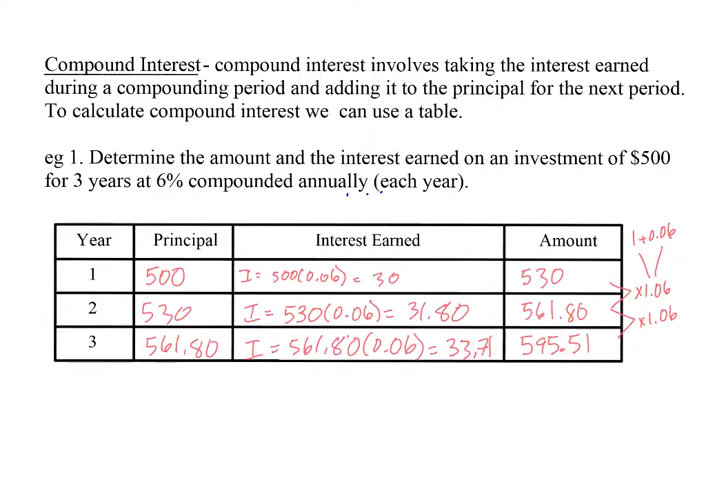 Compound Interest - compound interest involves taking the interest earned
during a compounding period and adding it to the principal for the next period.
To calculate compound interest we can use a table.
eg 1. Determine the amount and the interest earned on an investment of $500
for 3 years at 6% compounded annually (each year).
Year Principal Interest Earned Amount 1+0.06
1 500 I = 500(0.06) = 30 530
x1.06
2 530 I = 530(0.06) = 31.80 561.80
x1.06
3 561.80 I = 561.80(0.06) = 33.71 595.51